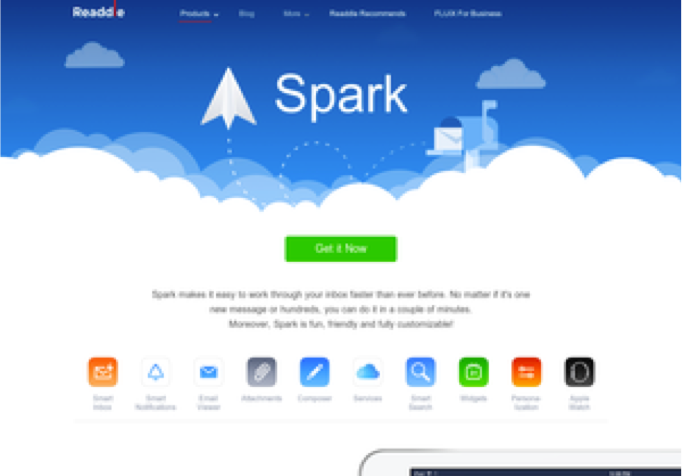 Readdle
Products Blog More Readdle Recommends FLUIX For Business
Spark
Get it Now
Spark makes it easy to work through your inbox faster than ever before. No matter if it's one
new message or hundreds, you can do it in a couple of minutes.
Moreover, Spark is fun, friendly and fully customizable!
Smart Inbox
Smart Notifications
Email Viewer
Attachments
Composer
Services
Smart Search
Widgets
Personalization
Apple Watch